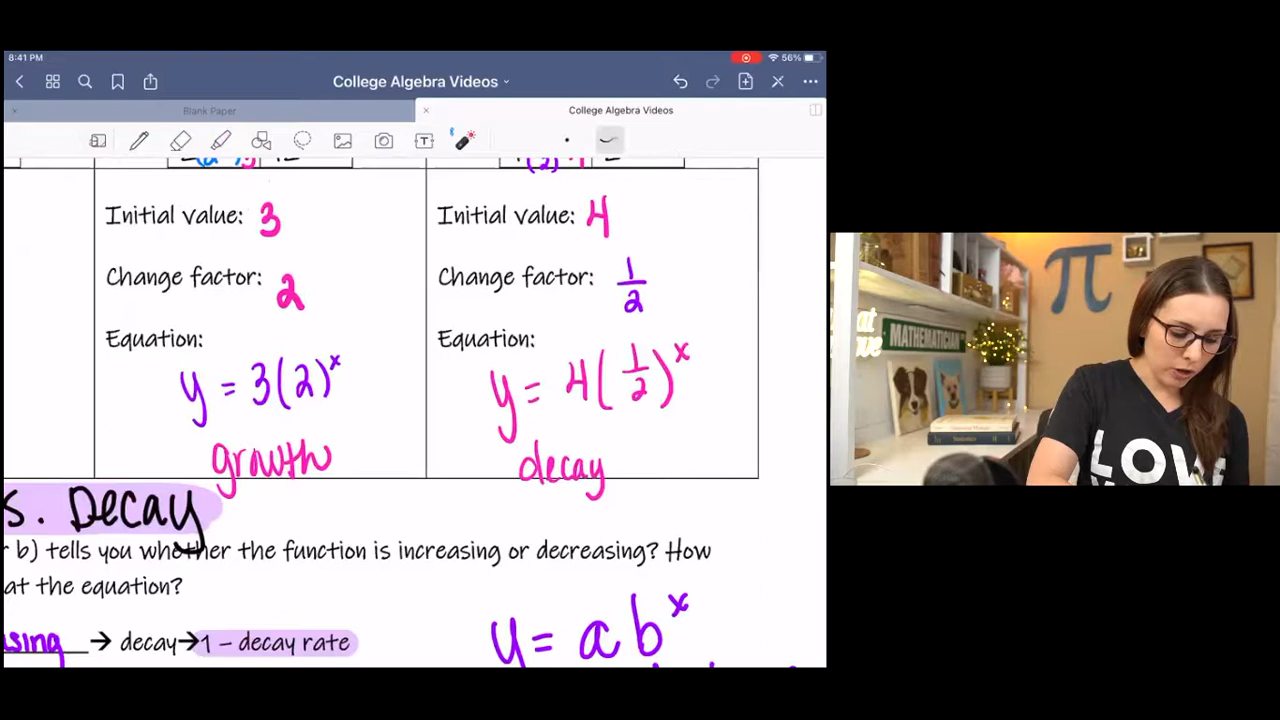 8:41 PM
56%
College Algebra Videos
Blank Paper
College Algebra Videos
Initial value: 3
Change factor: 2
Equation:
y = 3(2)^x
growth
Initial value: 4
Change factor: 1/2
Equation:
y = 4(1/2)^x
decay
s. Decay
r b) tells you whether the function is increasing or decreasing? How
at the equation?
sing → decay→1 – decay rate
y = ab^x
MATHEMATICIAN
π
LOVE